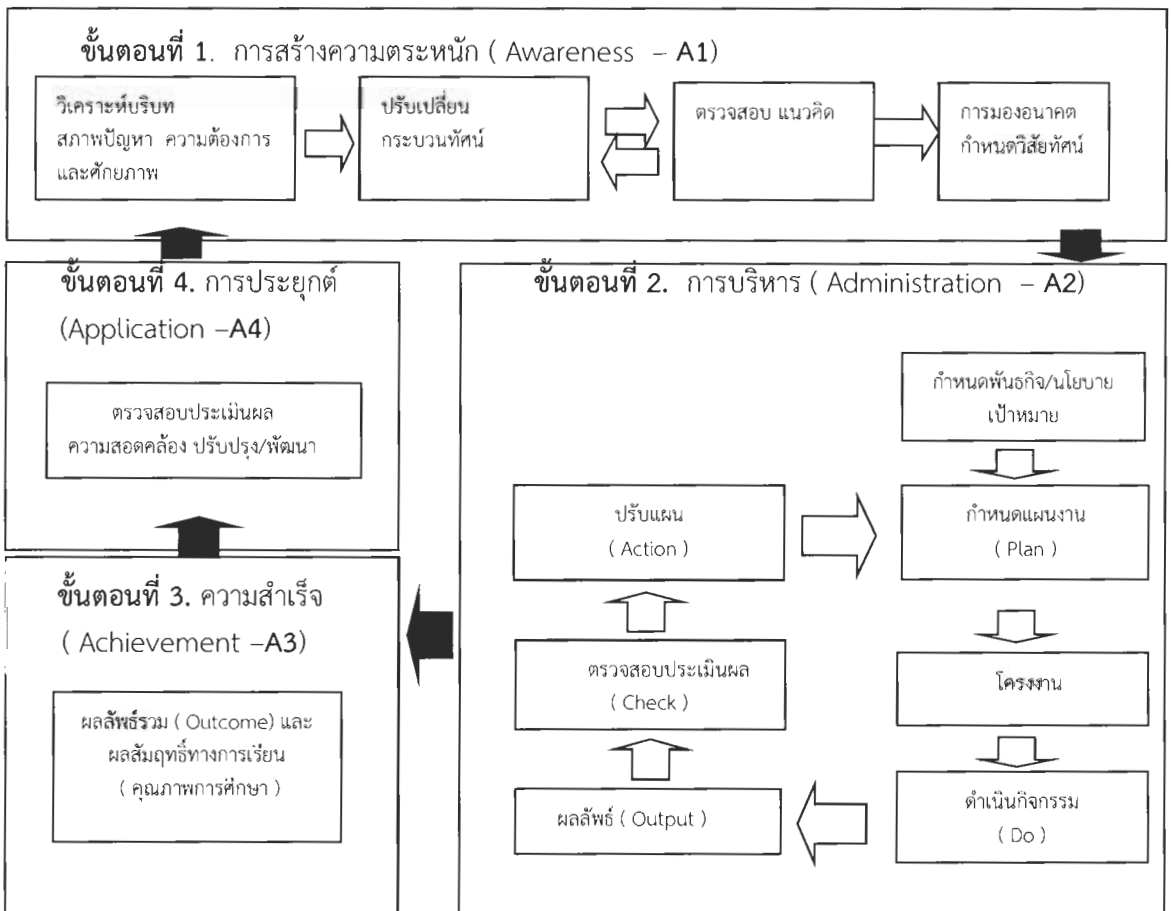 ขั้นตอนที่ 1. การสร้างความตระหนัก ( Awareness – A1)
วิเคราะห์บริบท
สภาพปัญหา ความต้องการ
และศักยภาพ
ปรับเปลี่ยน
กระบวนทัศน์
ตรวจสอบ แนวคิด
การมองอนาคต
กำหนดวิสัยทัศน์
ขั้นตอนที่ 2. การบริหาร ( Administration – A2)
กำหนดพันธกิจ/นโยบาย
เป้าหมาย
กำหนดแผนงาน
( Plan )
โครงงาน
ดำเนินกิจกรรม
( Do )
ผลลัพธ์ ( Output )
ตรวจสอบประเมินผล
( Check )
ปรับแผน
( Action )
ขั้นตอนที่ 3. ความสำเร็จ
( Achievement –A3)
ผลลัพธ์รวม ( Outcome) และ
ผลสัมฤทธิ์ทางการเรียน
( คุณภาพการศึกษา )
ขั้นตอนที่ 4. การประยุกต์
(Application –A4)
ตรวจสอบประเมินผล
ความสอดคล้อง ปรับปรุง/พัฒนา